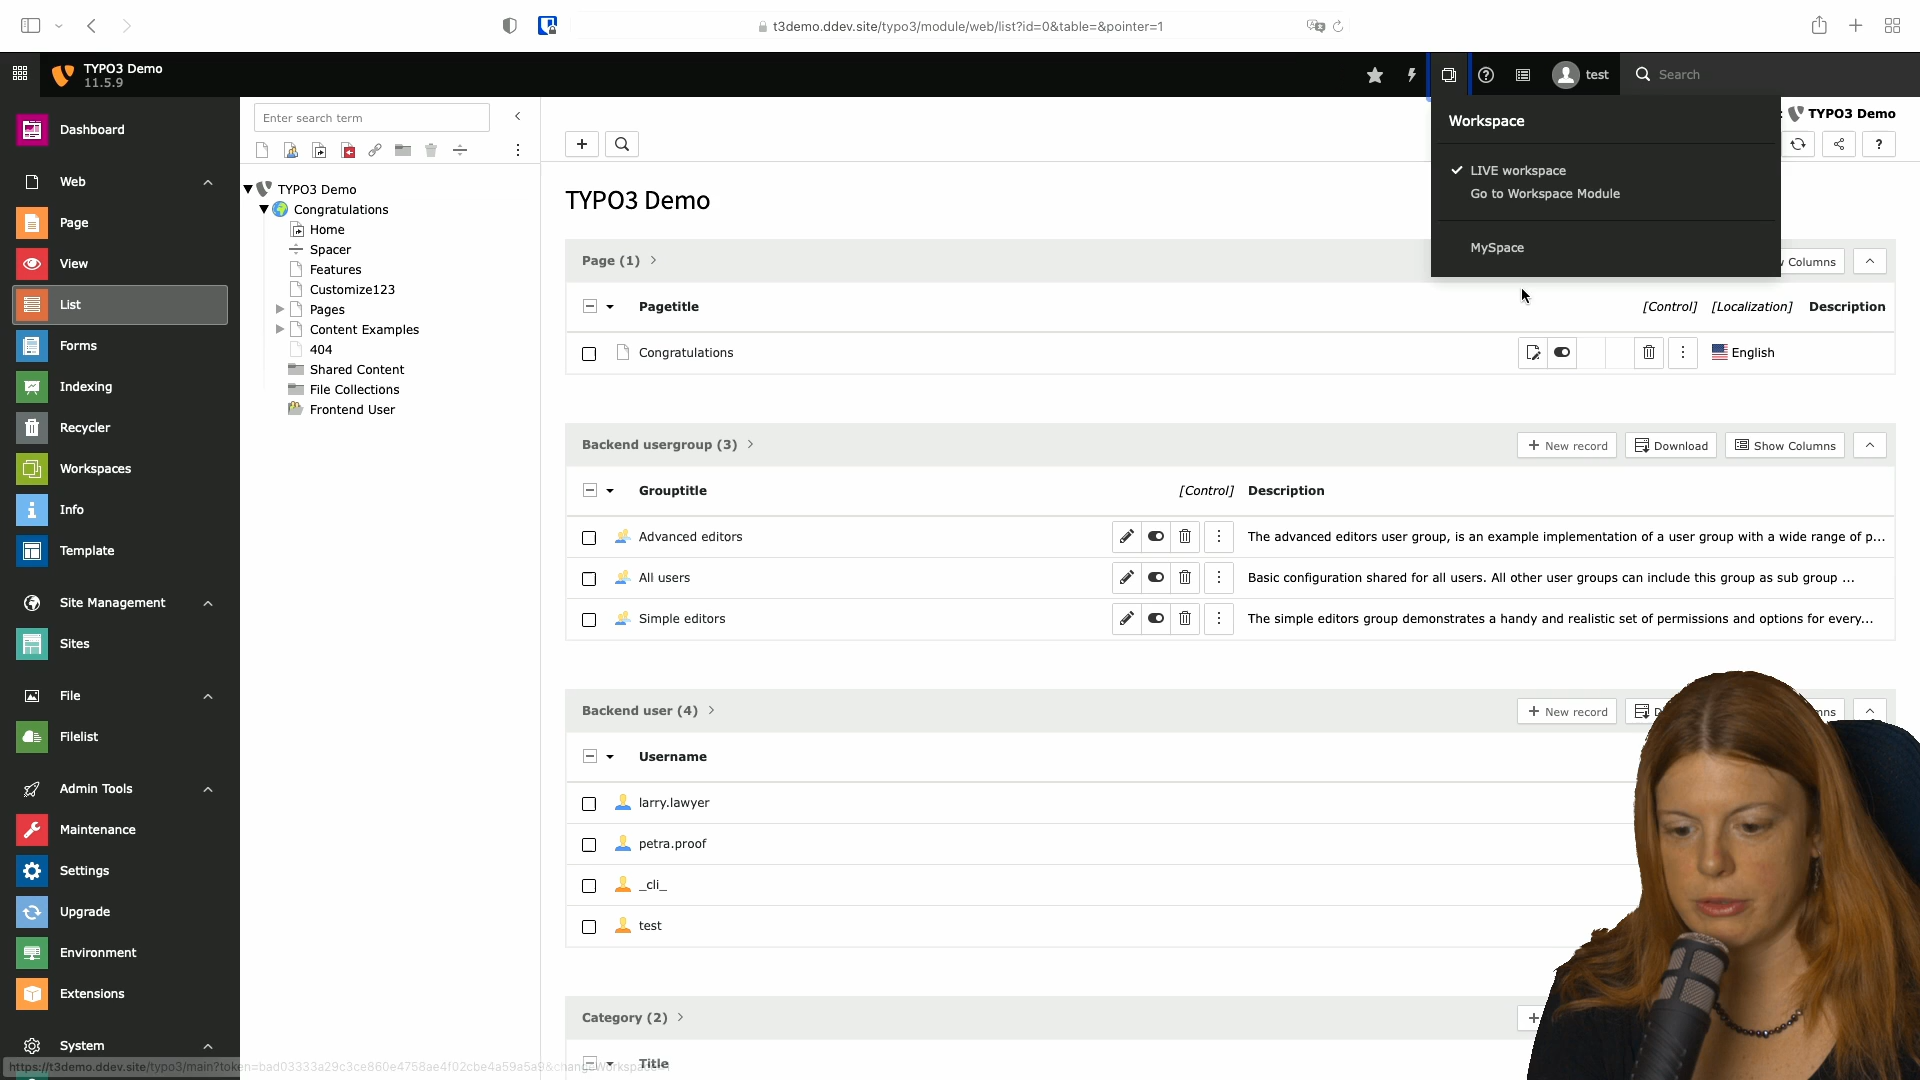 t3demo.ddev.site/typo3/module/web/list?id=0&table=&pointer=1
TYPO3 Demo
11.5.9
test
Search
Dashboard
Web
Page
View
List
Forms
Indexing
Recycler
Workspaces
Info
Template
Site Management
Sites
File
Filelist
Admin Tools
Maintenance
Settings
Upgrade
Environment
Extensions
System
Enter search term
TYPO3 Demo
Congratulations
Home
Spacer
Features
Customize123
Pages
Content Examples
404
Shared Content
File Collections
Frontend User
Workspace
LIVE workspace
Go to Workspace Module
MySpace
TYPO3 Demo
TYPO3 Demo
Page (1)
Columns
Pagetitle [Control] [Localization] Description
Congratulations English
Backend usergroup (3) New record Download Show Columns
Grouptitle [Control] Description
Advanced editors The advanced editors user group, is an example implementation of a user group with a wide range of p...
All users Basic configuration shared for all users. All other user groups can include this group as sub group ...
Simple editors The simple editors group demonstrates a handy and realistic set of permissions and options for every...
Backend user (4) New record
Username
larry.lawyer
petra.proof
_cli_
test
Category (2)
Title